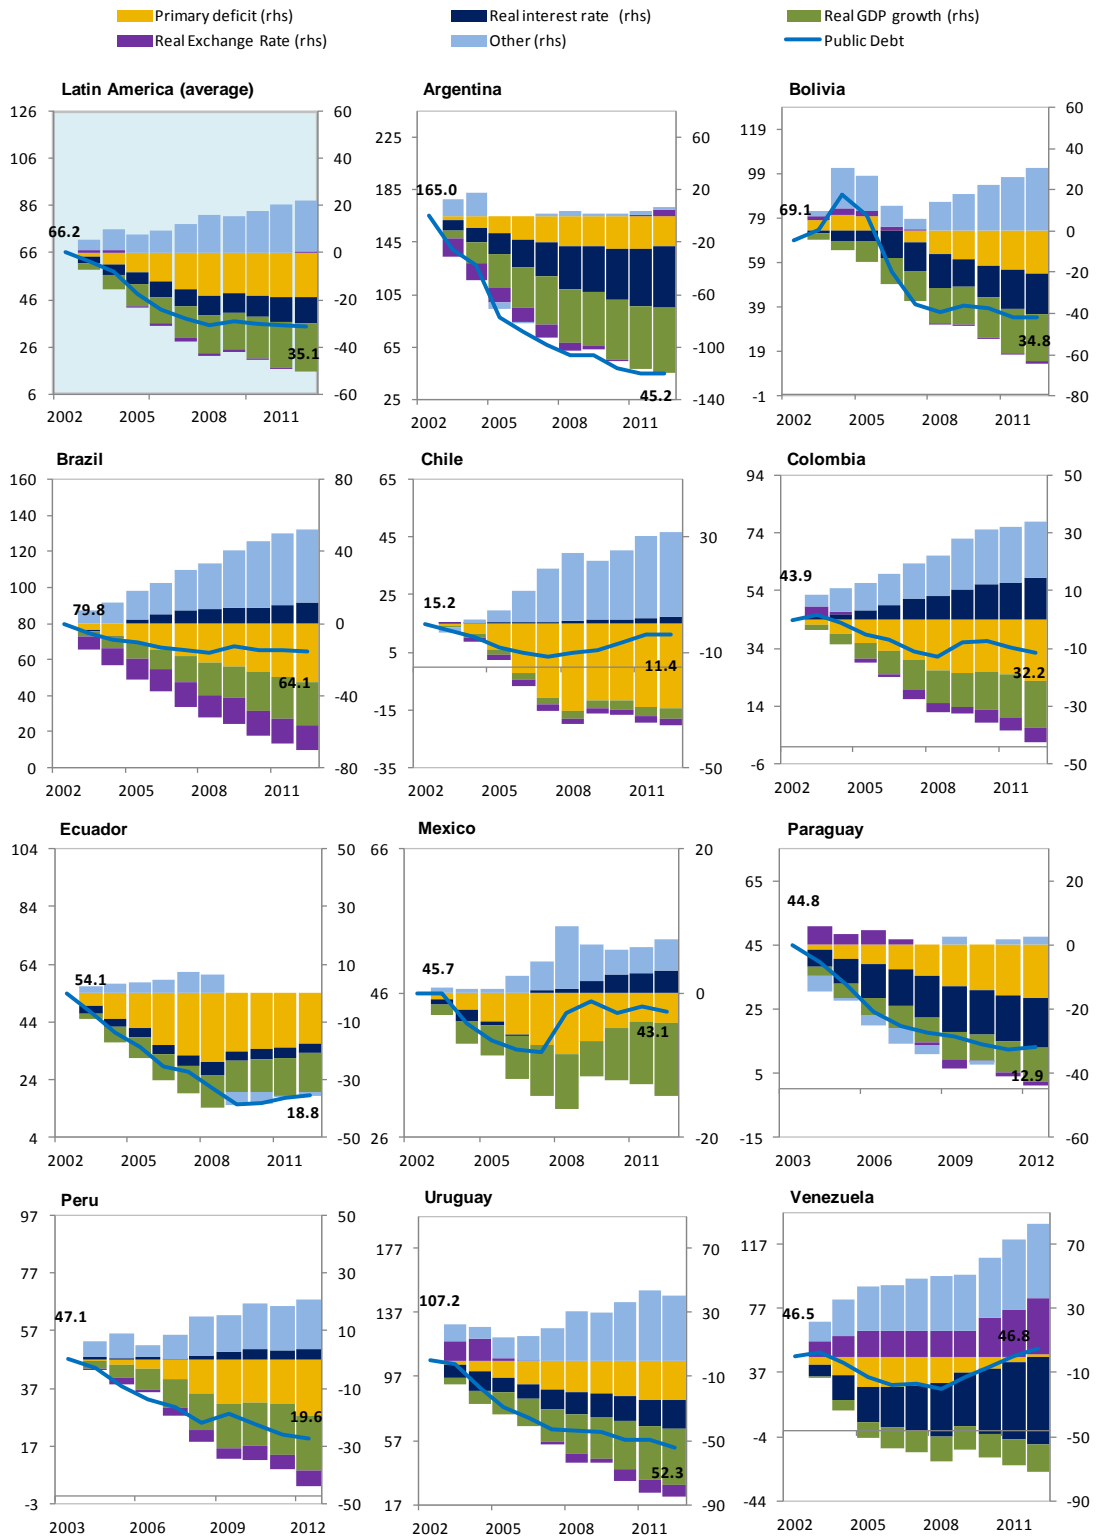 Primary deficit (rhs) Real interest rate (rhs) Real GDP growth (rhs)
Real Exchange Rate (rhs) Other (rhs) Public Debt
Latin America (average)
126 106 86 66 46 26 6
66.2
35.1
60 40 20 0 -20 -40 -60
2002 2005 2008 2011
Argentina
225 185 145 105 65 25
165.0
45.2
60 20 -20 -60 -100 -140
2002 2005 2008 2011
Bolivia
119 99 79 59 39 19 -1
69.1
34.8
60 40 20 0 -20 -40 -60 -80
2002 2005 2008 2011
Brazil
160 140 120 100 80 60 40 20 0
79.8
64.1
80 40 0 -40 -80
2002 2005 2008 2011
Chile
65 45 25 5 -15 -35
15.2
11.4
30 -10 -50
2002 2005 2008 2011
Colombia
94 74 54 34 14 -6
43.9
32.2
50 30 10 -10 -30 -50
2002 2005 2008 2011
Ecuador
104 84 64 44 24 4
54.1
18.8
50 30 10 -10 -30 -50
2002 2005 2008 2011
Mexico
66 46 26
45.7
43.1
20 0 -20
2002 2005 2008 2011
Paraguay
65 45 25 5 -15
44.8
12.9
20 0 -20 -40 -60
2003 2006 2009 2012
Peru
97 77 57 37 17 -3
47.1
19.6
50 30 10 -10 -30 -50
2003 2006 2009 2012
Uruguay
177 137 97 57 17
107.2
52.3
70 30 -10 -50 -90
2002 2005 2008 2011
Venezuela
117 77 37 -4 -44
46.5
46.8
70 30 -10 -50 -90
2002 2005 2008 2011